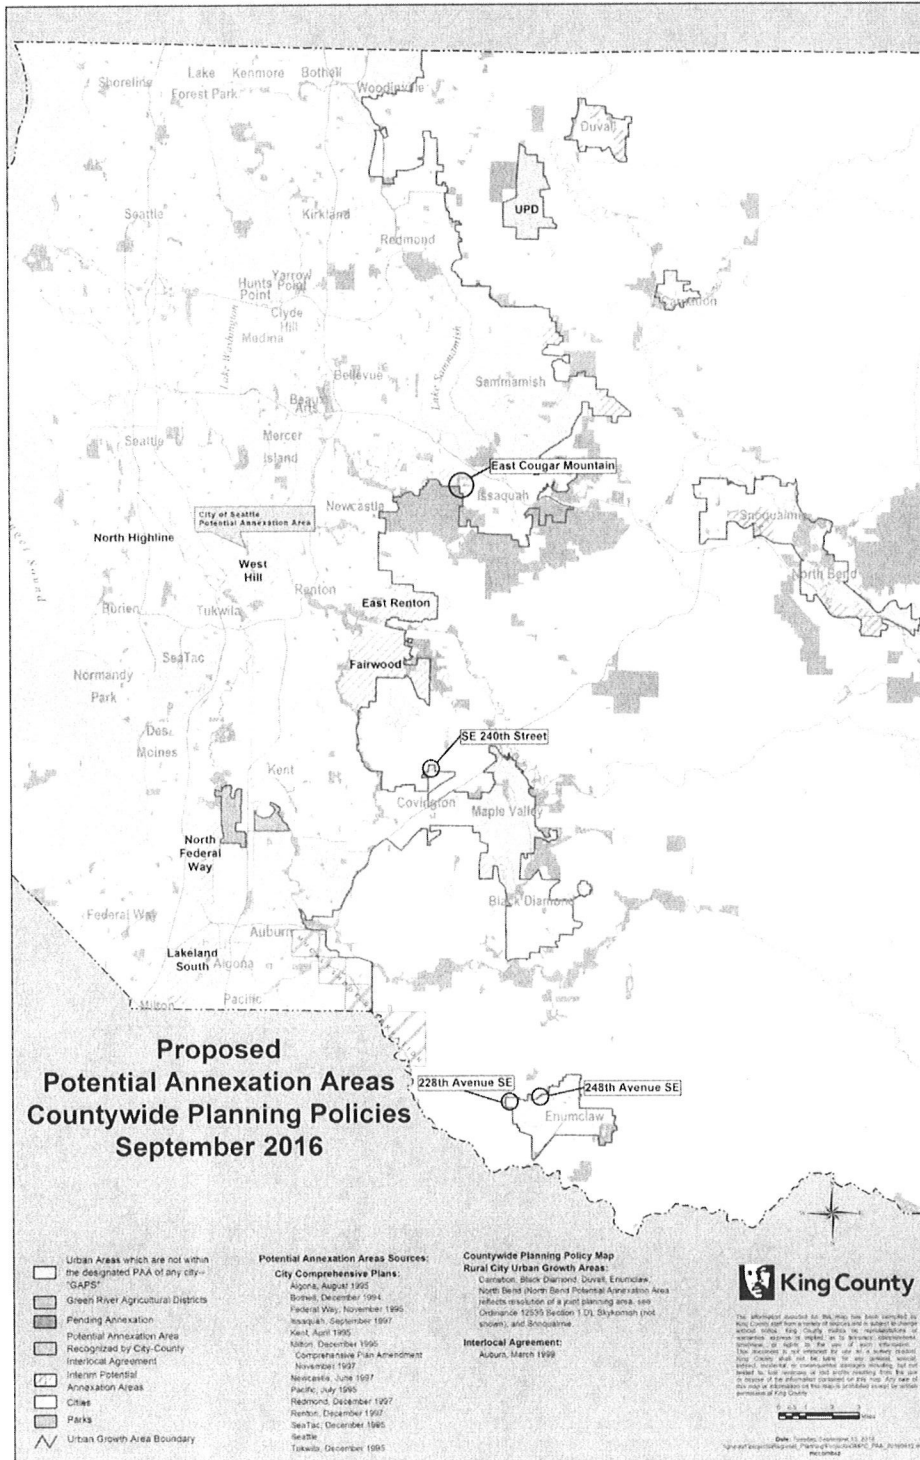 Shoreline
Lake
Forest Park
Kenmore
Bothell
Woodinville
Duvall
Seattle
Kirkland
UPD
Redmond
Yarrow
Point
Hunts
Point
Clyde
Hill
Medina
Lake Washington
Lake Sammamish
Carnation
Bellevue
Sammamish
Beaux
Arts
Seattle
Mercer
Island
East Cougar Mountain
Issaquah
Newcastle
City of Seattle
Potential Annexation Area
North Highline
West
Hill
Snoqualmie
North Bend
Renton
East Renton
Burien
Tukwila
SeaTac
Fairwood
Normandy
Park
Des
Moines
SE 240th Street
Kent
Covington
Maple Valley
North
Federal
Way
Black Diamond
Federal Way
Auburn
Lakeland
South
Algona
Pacific
Milton
Proposed
Potential Annexation Areas
Countywide Planning Policies
September 2016
228th Avenue SE
248th Avenue SE
Enumclaw
Urban Areas which are not within
the designated PAA of any city--
"GAPS"
Green River Agricultural Districts
Pending Annexation
Potential Annexation Area
Recognized by City-County
Interlocal Agreement
Interim Potential
Annexation Areas
Cities
Parks
Urban Growth Area Boundary
Potential Annexation Areas Sources:
City Comprehensive Plans:
Algona, August 1995
Bothell, December 1994
Federal Way, November 1995
Issaquah, September 1997
Kent, April 1995
Milton, December 1995
Comprehensive Plan Amendment
November 1997
Newcastle, June 1997
Pacific, July 1995
Redmond, December 1997
Renton, December 1997
SeaTac, December 1995
Seattle
Tukwila, December 1995
Countywide Planning Policy Map
Rural City Urban Growth Areas:
Carnation, Black Diamond, Duvall, Enumclaw,
North Bend (North Bend Potential Annexation Area
reflects resolution of a joint planning area, see
Ordinance 12535 Section 1.D), Skykomish (not
shown), and Snoqualmie.
Interlocal Agreement:
Auburn, March 1999
King County